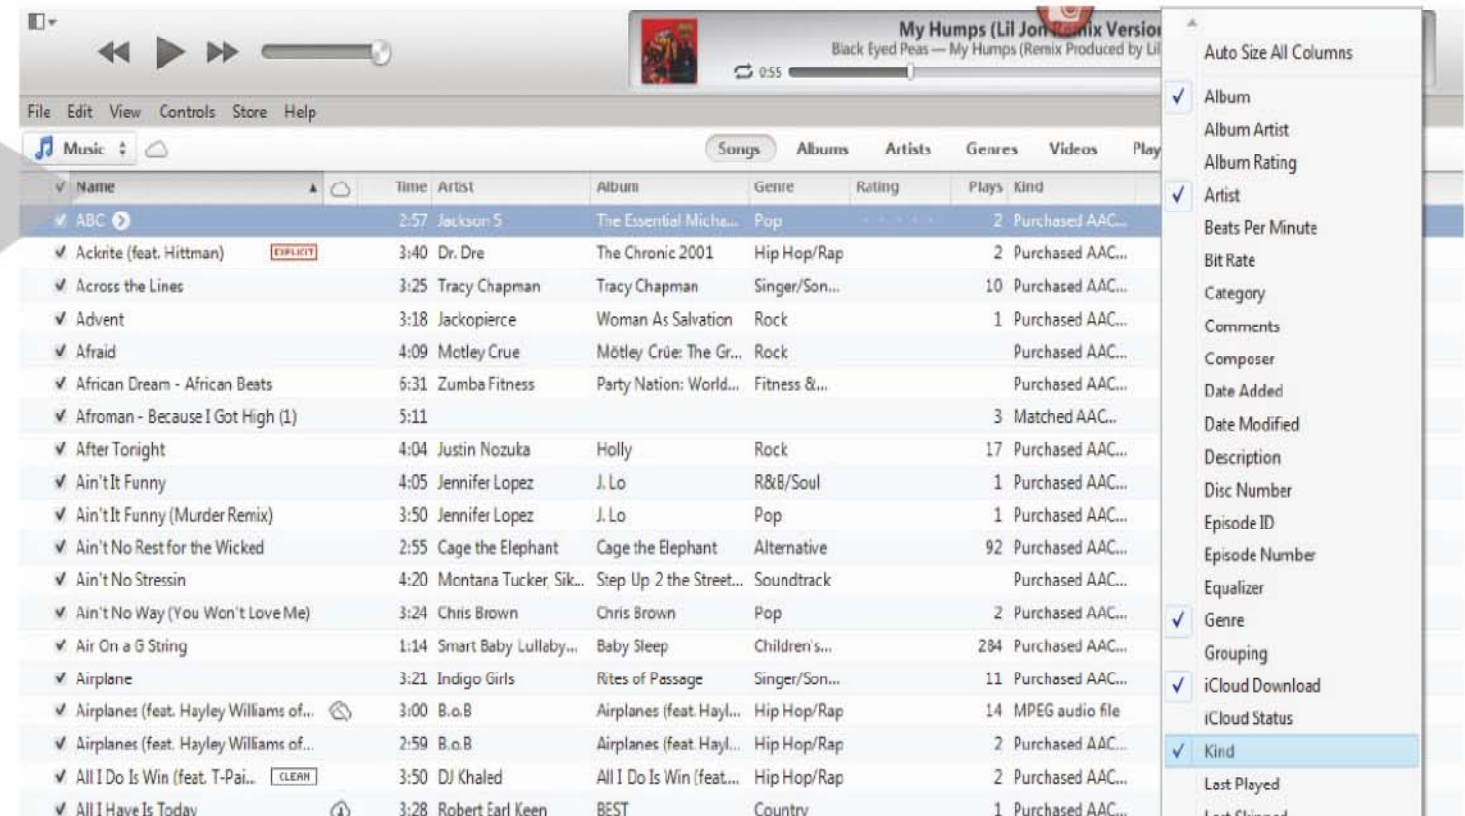 My Humps (Lil Jon Remix Version
Black Eyed Peas — My Humps (Remix Produced by Lil
0:55
File Edit View Controls Store Help
Music
Songs Albums Artists Genres Videos Play
Name Time Artist Album Genre Rating Plays Kind
ABC 2:57 Jackson 5 The Essential Micha... Pop 2 Purchased AAC...
Ackrite (feat. Hittman) EXPLICIT 3:40 Dr. Dre The Chronic 2001 Hip Hop/Rap 2 Purchased AAC...
Across the Lines 3:25 Tracy Chapman Tracy Chapman Singer/Son... 10 Purchased AAC...
Advent 3:18 Jackopierce Woman As Salvation Rock 1 Purchased AAC...
Afraid 4:09 Motley Crue Mötley Crüe: The Gr... Rock Purchased AAC...
African Dream - African Beats 6:31 Zumba Fitness Party Nation: World... Fitness &... Purchased AAC...
Afroman - Because I Got High (1) 5:11 3 Matched AAC...
After Tonight 4:04 Justin Nozuka Holly Rock 17 Purchased AAC...
Ain't It Funny 4:05 Jennifer Lopez J. Lo R&B/Soul 1 Purchased AAC...
Ain't It Funny (Murder Remix) 3:50 Jennifer Lopez J. Lo Pop 1 Purchased AAC...
Ain't No Rest for the Wicked 2:55 Cage the Elephant Cage the Elephant Alternative 92 Purchased AAC...
Ain't No Stressin 4:20 Montana Tucker, Sik... Step Up 2 the Street... Soundtrack Purchased AAC...
Ain't No Way (You Won't Love Me) 3:24 Chris Brown Chris Brown Pop 2 Purchased AAC...
Air On a G String 1:14 Smart Baby Lullaby... Baby Sleep Children's... 284 Purchased AAC...
Airplane 3:21 Indigo Girls Rites of Passage Singer/Son... 11 Purchased AAC...
Airplanes (feat. Hayley Williams of... 3:00 B.o.B Airplanes (feat. Hayl... Hip Hop/Rap 14 MPEG audio file
Airplanes (feat. Hayley Williams of... 2:59 B.o.B Airplanes (feat. Hayl... Hip Hop/Rap 2 Purchased AAC...
All I Do Is Win (feat. T-Pai... CLEAN 3:50 DJ Khaled All I Do Is Win (feat.... Hip Hop/Rap 2 Purchased AAC...
All I Have Is Today 3:28 Robert Earl Keen BEST Country 1 Purchased AAC...
Auto Size All Columns
Album
Album Artist
Album Rating
Artist
Beats Per Minute
Bit Rate
Category
Comments
Composer
Date Added
Date Modified
Description
Disc Number
Episode ID
Episode Number
Equalizer
Genre
Grouping
iCloud Download
iCloud Status
Kind
Last Played
Last Skipped